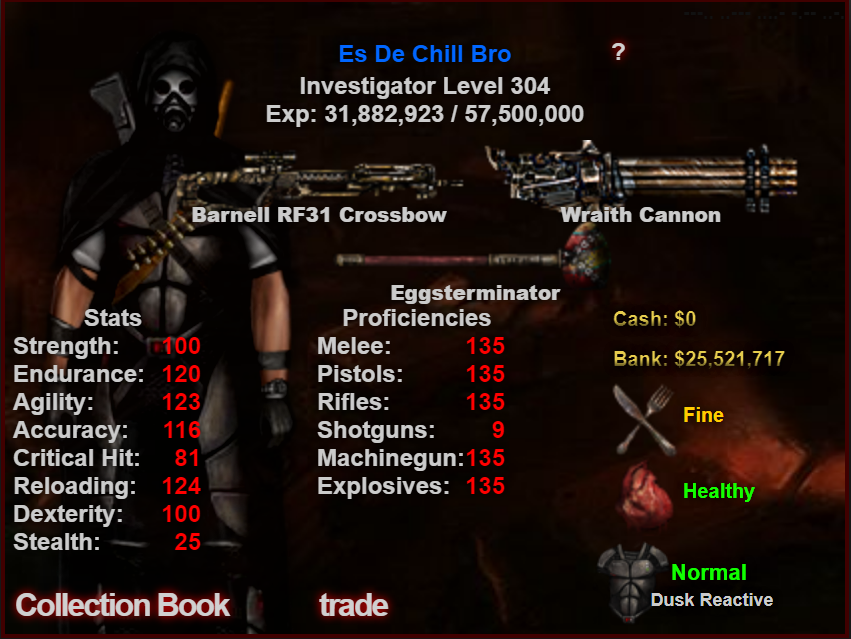 Es De Chill Bro
?
Investigator Level 304
Exp: 31,882,923 / 57,500,000
Barnell RF31 Crossbow
Wraith Cannon
Eggsterminator
Stats
Strength: 100
Endurance: 120
Agility: 123
Accuracy: 116
Critical Hit: 81
Reloading: 124
Dexterity: 100
Stealth: 25
Proficiencies
Melee: 135
Pistols: 135
Rifles: 135
Shotguns: 9
Machinegun: 135
Explosives: 135
Cash: $0
Bank: $25,521,717
Fine
Healthy
Normal
Dusk Reactive
Collection Book
trade